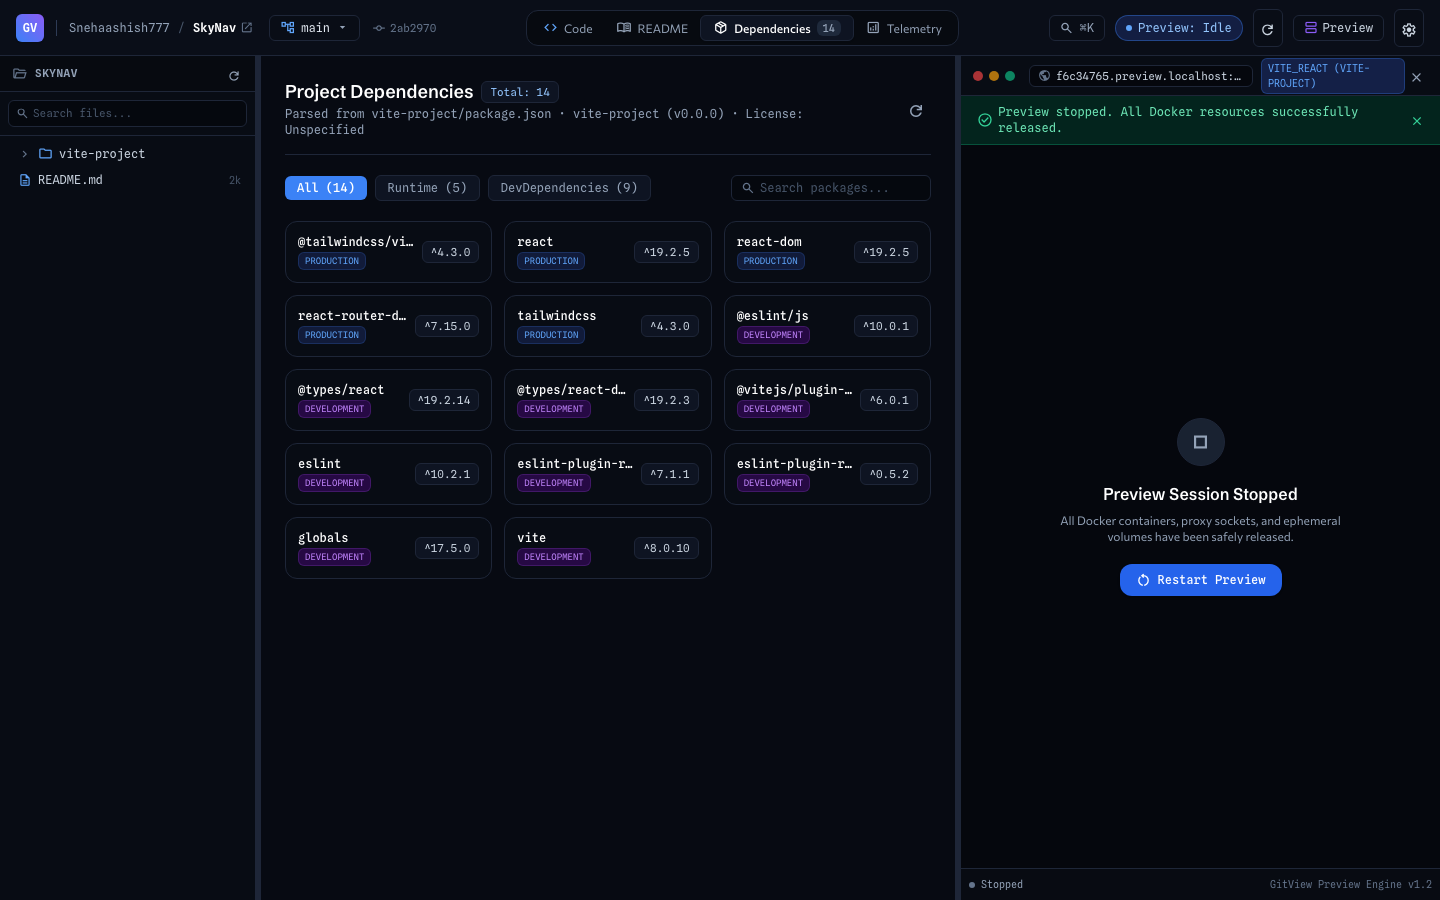 GV
Snehaashish777 / SkyNav
main
2ab2970
Code
README
Dependencies 14
Telemetry
⌘K
Preview: Idle
Preview
SKYNAV
Search files...
vite-project
README.md 2k
Project Dependencies Total: 14
Parsed from vite-project/package.json • vite-project (v0.0.0) • License:
Unspecified
All (14) Runtime (5) DevDependencies (9) Search packages...
@tailwindcss/vi… ^4.3.0
PRODUCTION
react ^19.2.5
PRODUCTION
react-dom ^19.2.5
PRODUCTION
react-router-d… ^7.15.0
PRODUCTION
tailwindcss ^4.3.0
PRODUCTION
@eslint/js ^10.0.1
DEVELOPMENT
@types/react ^19.2.14
DEVELOPMENT
@types/react-d… ^19.2.3
DEVELOPMENT
@vitejs/plugin-… ^6.0.1
DEVELOPMENT
eslint ^10.2.1
DEVELOPMENT
eslint-plugin-r… ^7.1.1
DEVELOPMENT
eslint-plugin-r… ^0.5.2
DEVELOPMENT
globals ^17.5.0
DEVELOPMENT
vite ^8.0.10
DEVELOPMENT
f6c34765.preview.localhost:…
VITE_REACT (VITE-
PROJECT)
Preview stopped. All Docker resources successfully
released.
Preview Session Stopped
All Docker containers, proxy sockets, and ephemeral
volumes have been safely released.
Restart Preview
Stopped
GitView Preview Engine v1.2